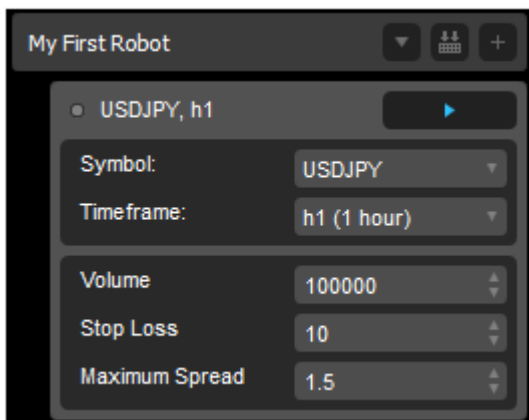 My First Robot
USDJPY, h1
Symbol: USDJPY
Timeframe: h1 (1 hour)
Volume 100000
Stop Loss 10
Maximum Spread 1.5